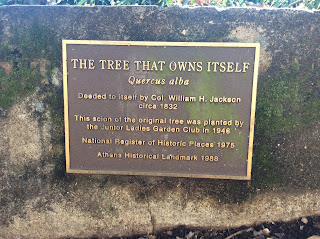 THE TREE THAT OWNS ITSELF
Quercus alba
Deeded to itself by Col. William H. Jackson
circa 1832
This scion of the original tree was planted by
the Junior Ladies Garden Club in 1946
National Register of Historic Places 1975
Athens Historical Landmark 1988